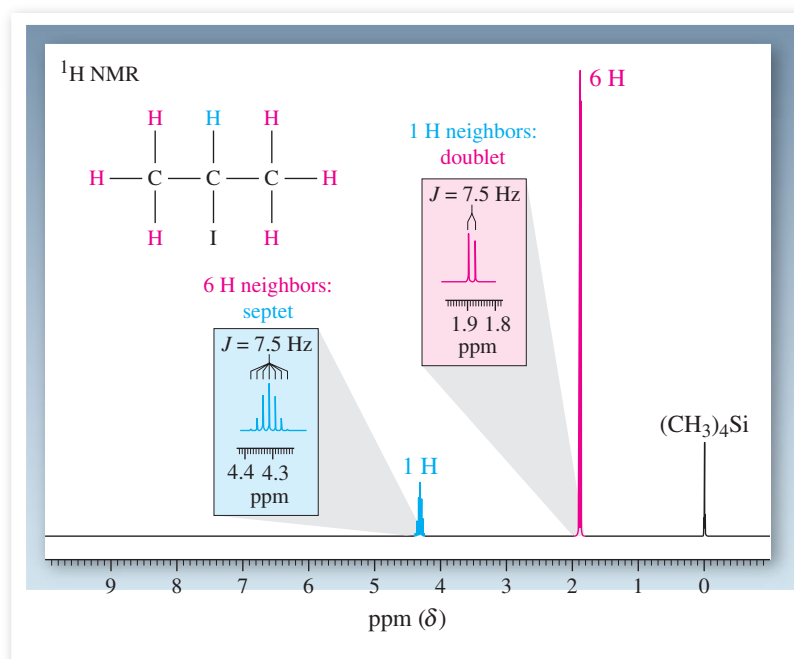 ¹H NMR
6 H
H H H
H C C C H
H I H
1 H neighbors:
doublet
J = 7.5 Hz
1.9 1.8
ppm
6 H neighbors:
septet
J = 7.5 Hz
4.4 4.3
ppm
1 H
(CH₃)₄Si
9 8 7 6 5 4 3 2 1 0
ppm (δ)